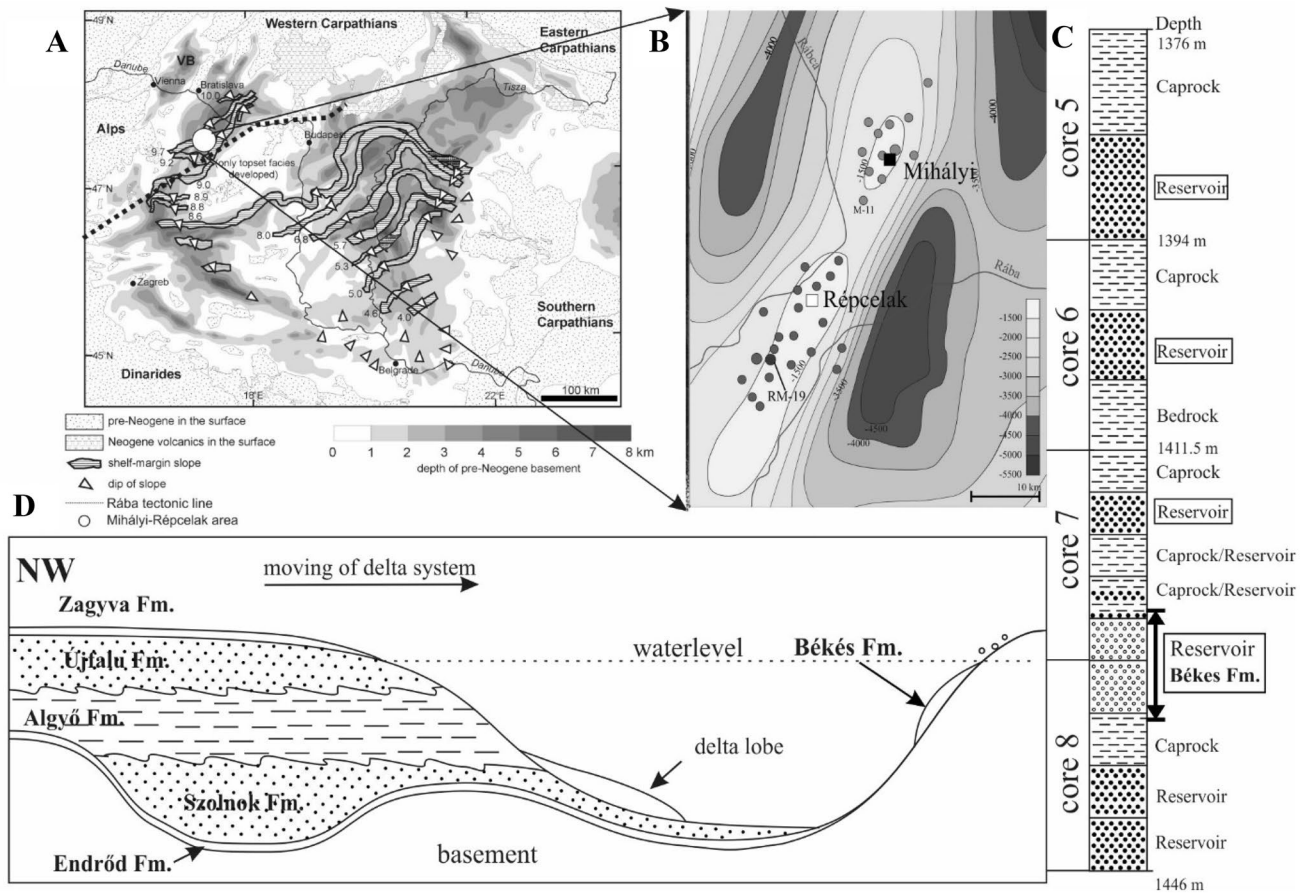 A
49°N
Western Carpathians
Eastern
Carpathians
VB
Danube
Vienna
Bratislava
10.0
Tisza
Alps
Budapest
9.7
9.2
(only topset facies
developed)
47°N
9.0
8.9
8.8
8.6
8.0
6.8
5.7
5.3
5.0
4.6
4.0
Zagreb
Southern
Carpathians
45°N
Belgrade
Danube
Dinarides
18°E
22°E
100 km
pre-Neogene in the surface
Neogene volcanics in the surface
shelf-margin slope
dip of slope
Rába tectonic line
Mihályi-Répcelak area
0 1 2 3 4 5 6 7 8 km
depth of pre-Neogene basement
B
-4000
Rábca
-4000
-1500
Mihályi
M-11
Rába
Répcelak
RM-19
-1500
-3500
-4500
-4000
-1500
-2000
-2500
-3000
-3500
-4000
-4500
-5000
-5500
10 km
C
Depth
1376 m
core 5
Caprock
Reservoir
1394 m
core 6
Caprock
Reservoir
Bedrock
1411.5 m
core 7
Caprock
Reservoir
Caprock/Reservoir
Caprock/Reservoir
Reservoir
Békes Fm.
core 8
Caprock
Reservoir
Reservoir
1446 m
D
NW
moving of delta system
Zagyva Fm.
Újfalu Fm.
waterlevel
Békés Fm.
Algyő Fm.
delta lobe
Szolnok Fm.
Endrőd Fm.
basement